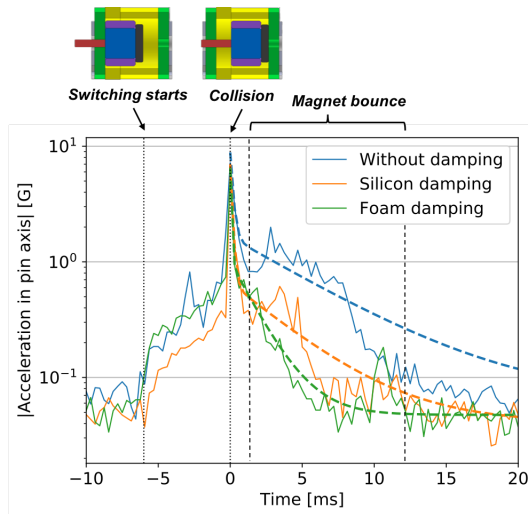 Switching starts
Collision
Magnet bounce
Without damping
Silicon damping
Foam damping
|Acceleration in pin axis| [G]
10¹
10⁰
10⁻¹
−10
−5
0
5
10
15
20
Time [ms]